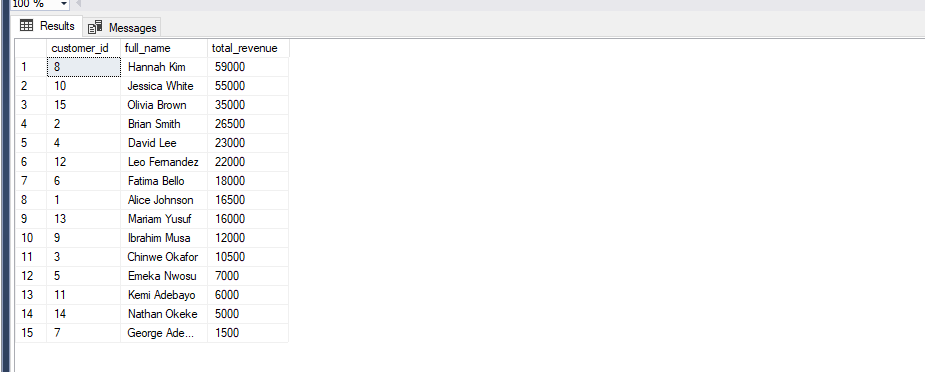 100 %
Results Messages
customer_id full_name total_revenue
1 8 Hannah Kim 59000
2 10 Jessica White 55000
3 15 Olivia Brown 35000
4 2 Brian Smith 26500
5 4 David Lee 23000
6 12 Leo Fernandez 22000
7 6 Fatima Bello 18000
8 1 Alice Johnson 16500
9 13 Mariam Yusuf 16000
10 9 Ibrahim Musa 12000
11 3 Chinwe Okafor 10500
12 5 Emeka Nwosu 7000
13 11 Kemi Adebayo 6000
14 14 Nathan Okeke 5000
15 7 George Ade... 1500